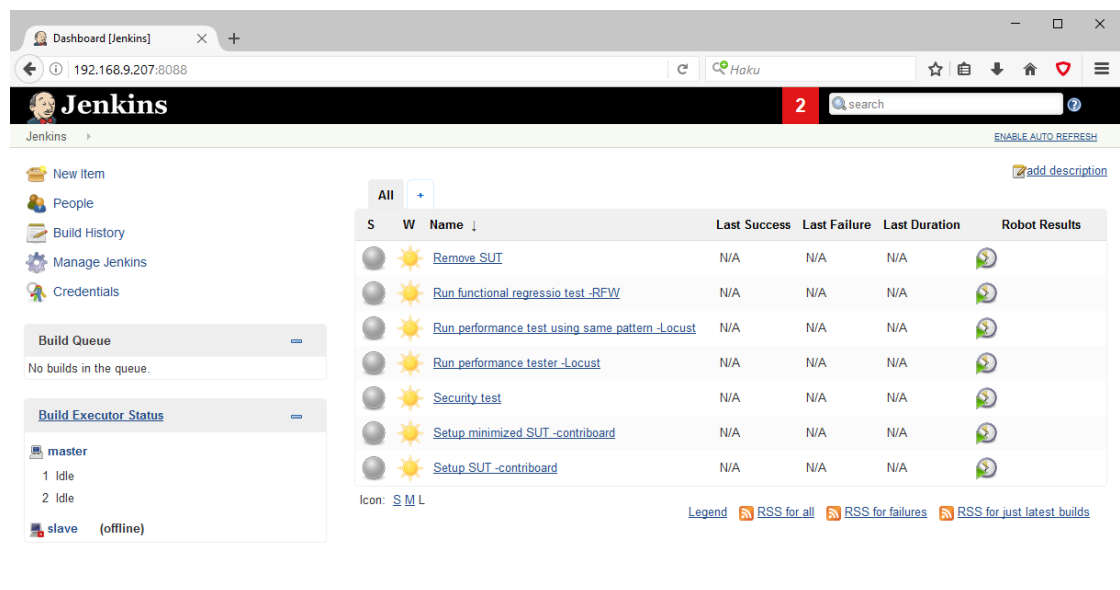 Dashboard [Jenkins]
192.168.9.207:8088
Haku
Jenkins
2
search
Jenkins
ENABLE AUTO REFRESH
New Item
People
Build History
Manage Jenkins
Credentials
Build Queue
No builds in the queue.
Build Executor Status
master
1 Idle
2 Idle
slave (offline)
add description
All +
S W Name ↓ Last Success Last Failure Last Duration Robot Results
Remove SUT N/A N/A N/A
Run functional regressio test -RFW N/A N/A N/A
Run performance test using same pattern -Locust N/A N/A N/A
Run performance tester -Locust N/A N/A N/A
Security test N/A N/A N/A
Setup minimized SUT -contriboard N/A N/A N/A
Setup SUT -contriboard N/A N/A N/A
Icon: S M L
Legend RSS for all RSS for failures RSS for just latest builds